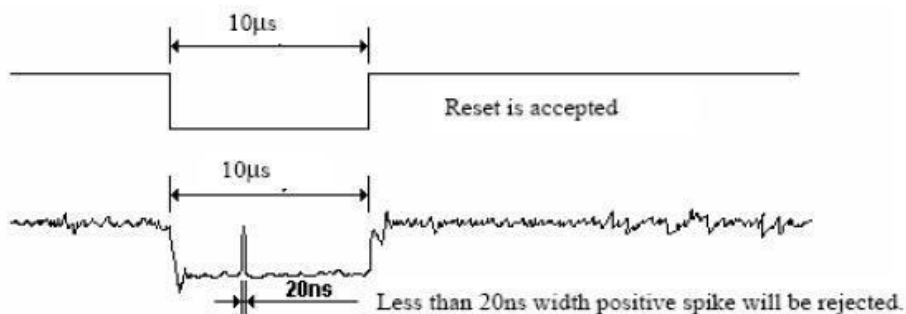 10μs
Reset is accepted
10μs
20ns
Less than 20ns width positive spike will be rejected.